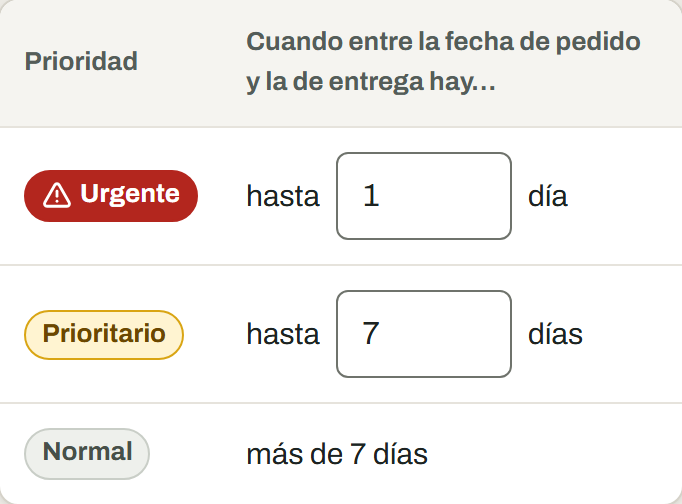 Prioridad
Cuando entre la fecha de pedido
y la de entrega hay...
Urgente
hasta 1 día
Prioritario
hasta 7 días
Normal
más de 7 días